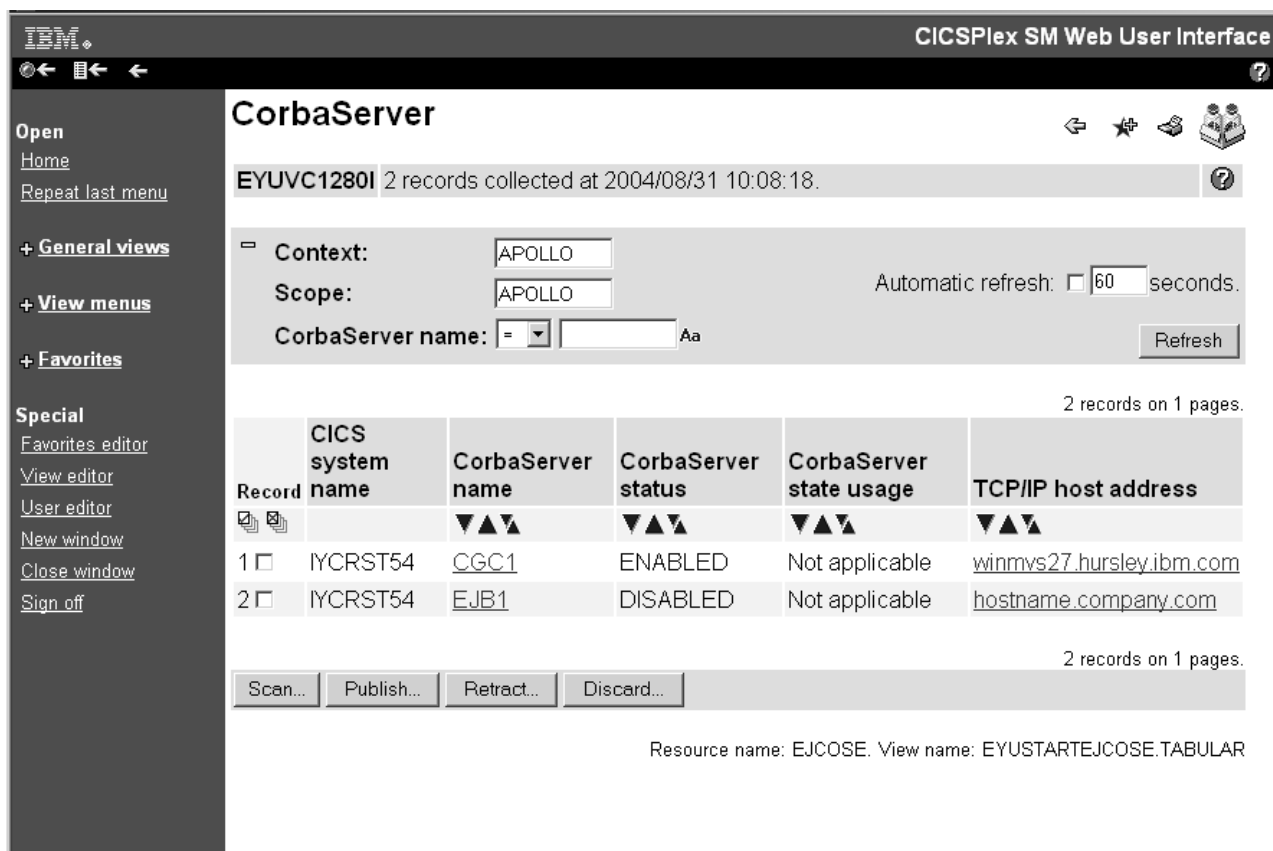 IBM.
CICSPlex SM Web User Interface
Open
Home
Repeat last menu
+ General views
+ View menus
+ Favorites
Special
Favorites editor
View editor
User editor
New window
Close window
Sign off
CorbaServer
EYUVC1280I 2 records collected at 2004/08/31 10:08:18.
Context: APOLLO
Scope: APOLLO
Automatic refresh: 60 seconds.
CorbaServer name: = Aa
Refresh
2 records on 1 pages.
Record CICS system name CorbaServer name CorbaServer status CorbaServer state usage TCP/IP host address
1 IYCRST54 CGC1 ENABLED Not applicable winmvs27.hursley.ibm.com
2 IYCRST54 EJB1 DISABLED Not applicable hostname.company.com
2 records on 1 pages.
Scan... Publish... Retract... Discard...
Resource name: EJCOSE. View name: EYUSTARTEJCOSE.TABULAR